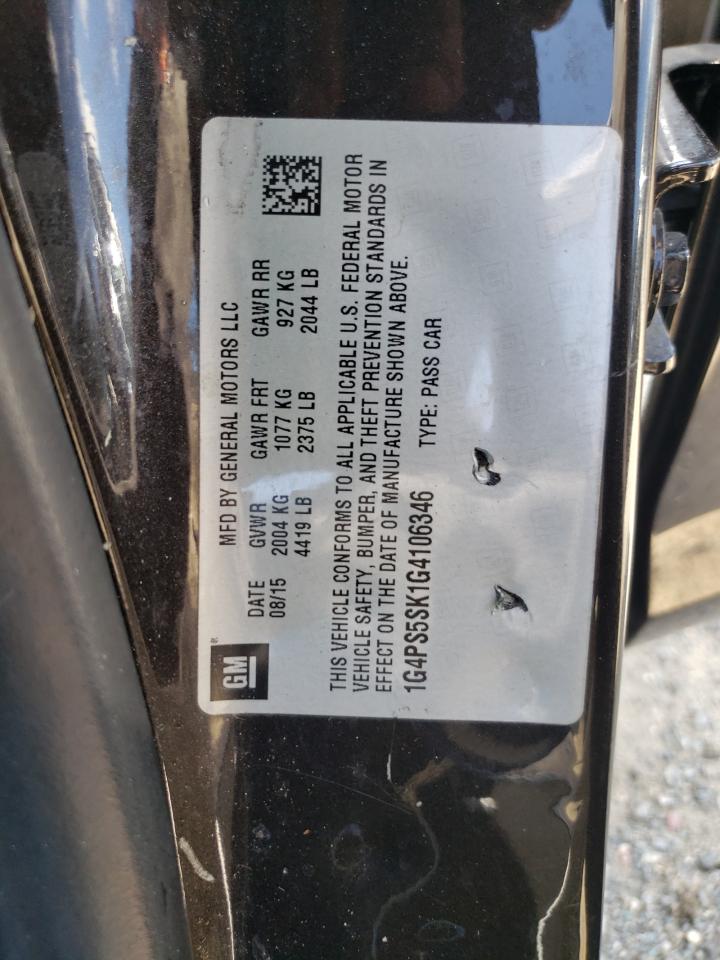 GM ®
MFD BY GENERAL MOTORS LLC
DATE GVWR GAWR FRT GAWR RR
08/15 2004 KG 1077 KG 927 KG
4419 LB 2375 LB 2044 LB
THIS VEHICLE CONFORMS TO ALL APPLICABLE U.S. FEDERAL MOTOR
VEHICLE SAFETY, BUMPER, AND THEFT PREVENTION STANDARDS IN
EFFECT ON THE DATE OF MANUFACTURE SHOWN ABOVE.
1G4PS5SK1G4106346 TYPE: PASS CAR